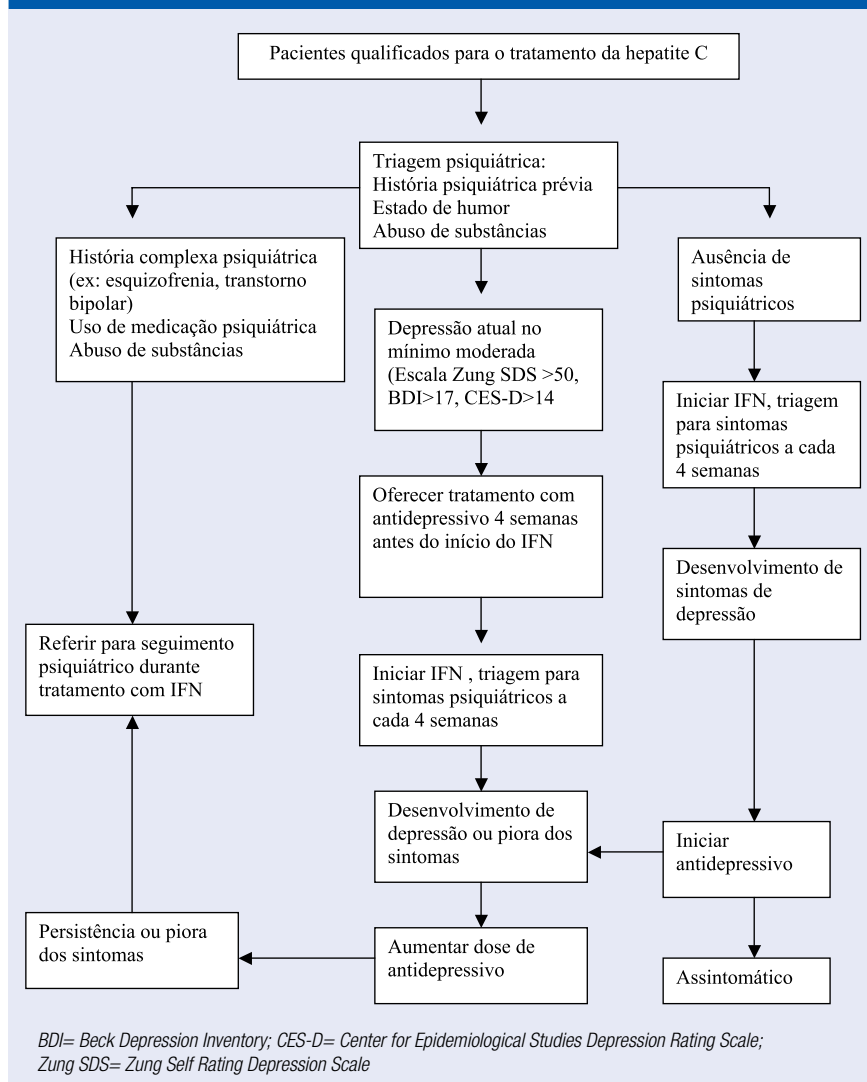 Pacientes qualificados para o tratamento da hepatite C
Triagem psiquiátrica:
História psiquiátrica prévia
Estado de humor
Abuso de substâncias
História complexa psiquiátrica
(ex: esquizofrenia, transtorno
bipolar)
Uso de medicação psiquiátrica
Abuso de substâncias
Depressão atual no
mínimo moderada
(Escala Zung SDS >50,
BDI>17, CES-D>14
Ausência de
sintomas
psiquiátricos
Iniciar IFN, triagem
para sintomas
psiquiátricos a cada
4 semanas
Oferecer tratamento com
antidepressivo 4 semanas
antes do início do IFN
Desenvolvimento de
sintomas de
depressão
Referir para seguimento
psiquiátrico durante
tratamento com IFN
Iniciar IFN , triagem para
sintomas psiquiátricos a
cada 4 semanas
Desenvolvimento de
depressão ou piora dos
sintomas
Iniciar
antidepressivo
Persistência ou piora
dos sintomas
Aumentar dose de
antidepressivo
Assintomático
BDI= Beck Depression Inventory; CES-D= Center for Epidemiological Studies Depression Rating Scale;
Zung SDS= Zung Self Rating Depression Scale